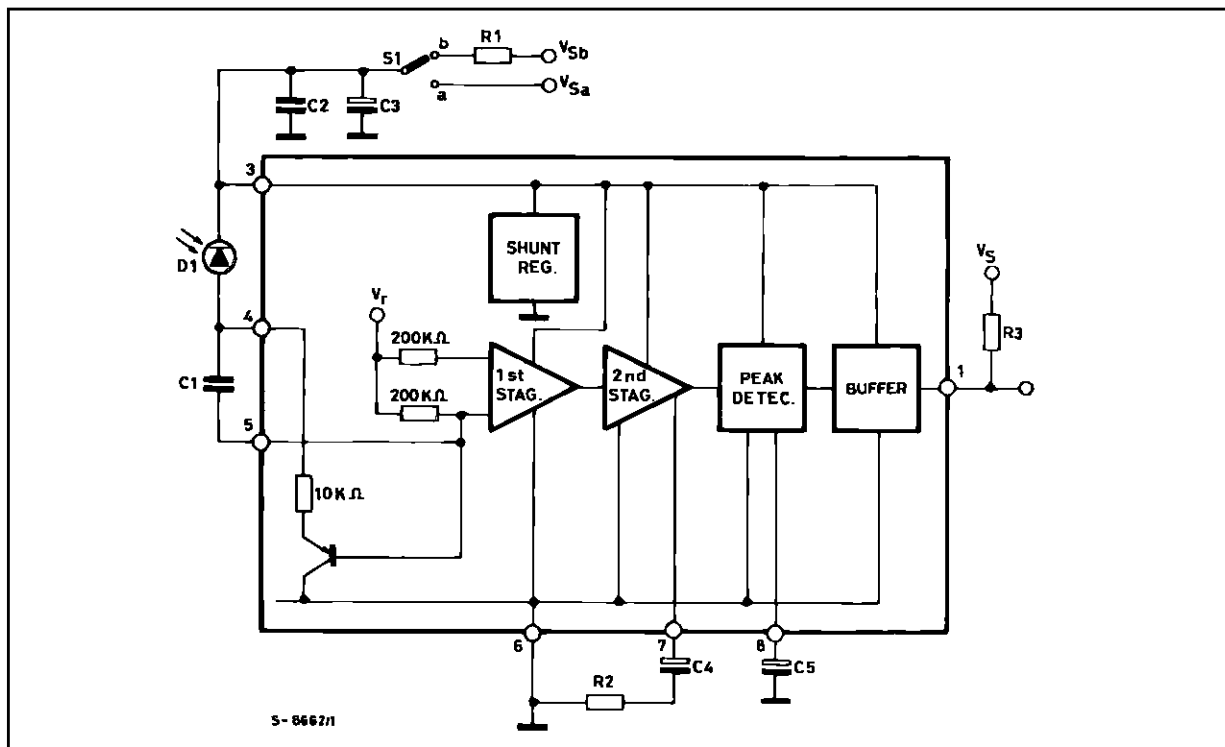 R1
b
VSb
S1
VSa
a
C2
C3
3
SHUNT
REG.
VS
D1
Vr
4
200KΩ
R3
1st
STAG.
2nd
STAG.
PEAK
DETEC.
BUFFER
1
C1
200KΩ
5
10KΩ
6
7
8
C4
C5
R2
S-8662/1